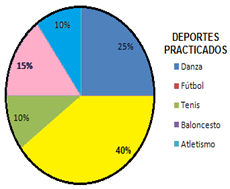 10%
25%
15%
10%
40%
DEPORTES
PRACTICADOS
Danza
Fútbol
Tenis
Baloncesto
Atletismo